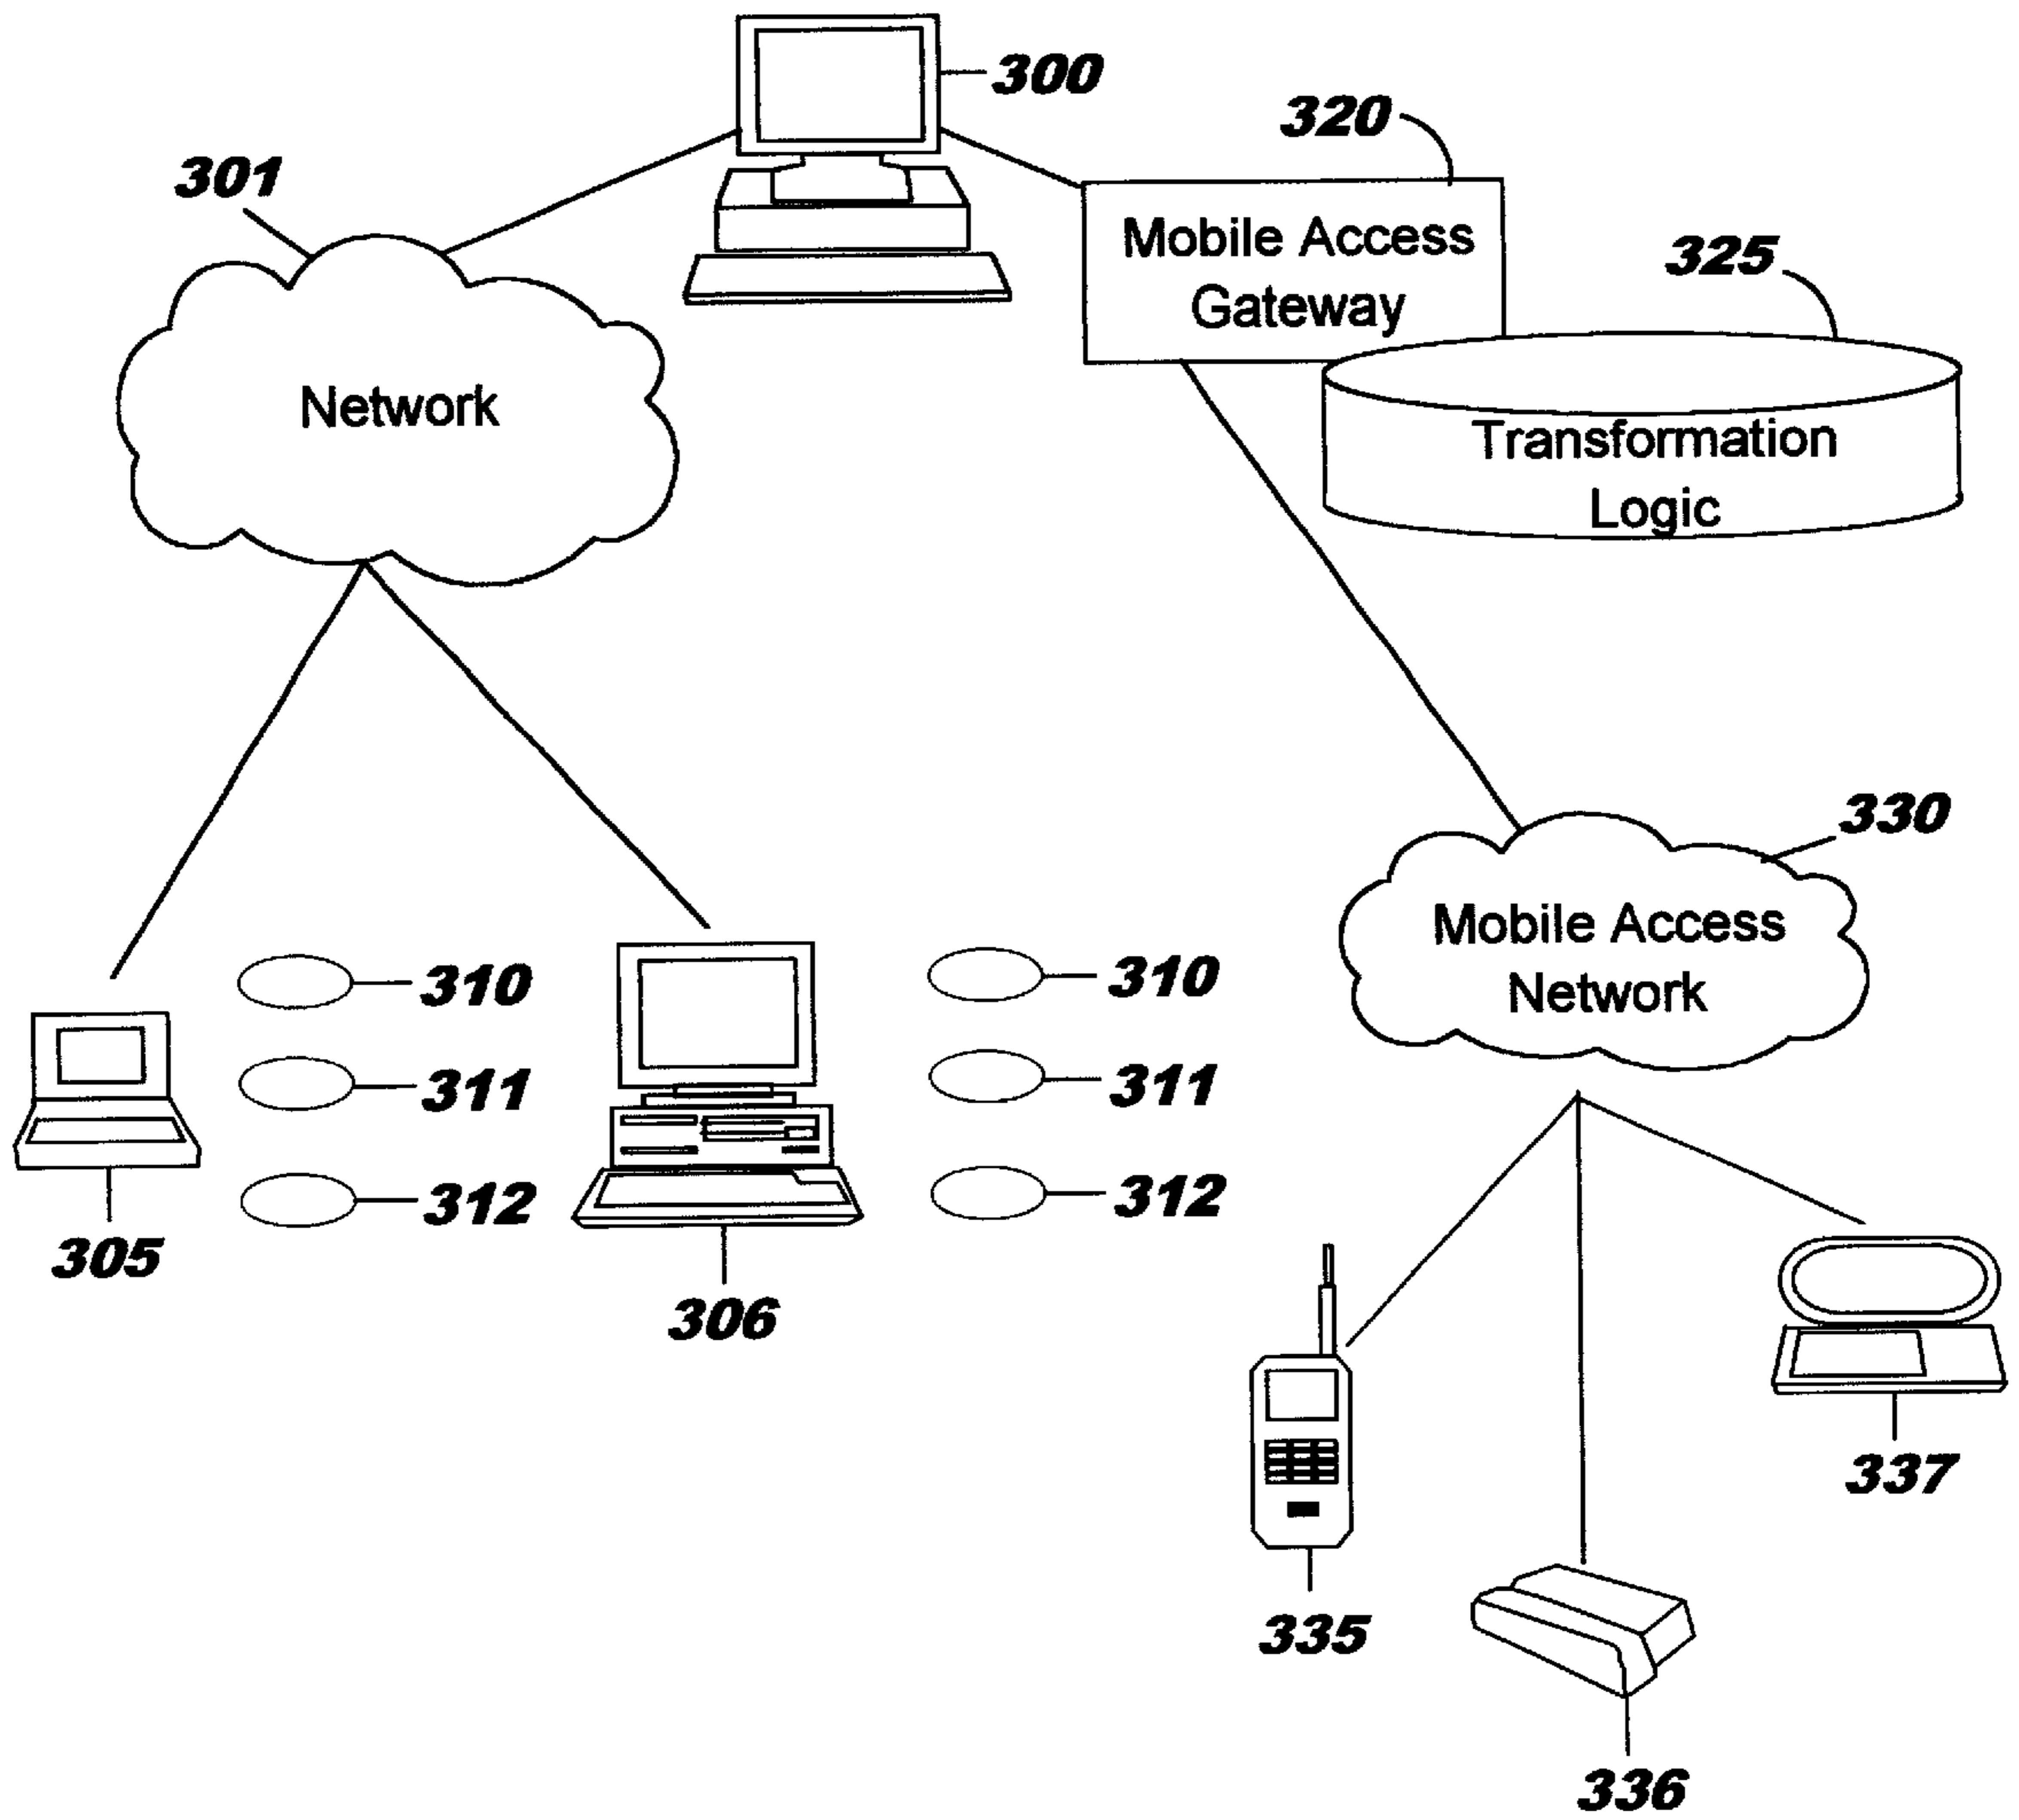 300
320
301
Mobile Access
Gateway
325
Network
Transformation
Logic
330
Mobile Access
Network
310
310
311
311
312
312
305
306
337
335
336